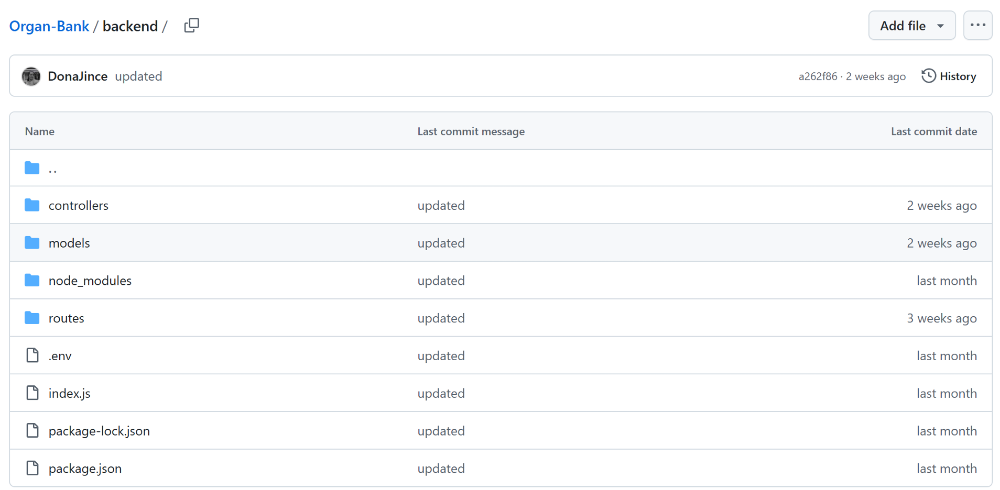 Organ-Bank / backend /
Add file
DonaJince updated
a262f86 · 2 weeks ago
History
Name Last commit message Last commit date
..
controllers updated 2 weeks ago
models updated 2 weeks ago
node_modules updated last month
routes updated 3 weeks ago
.env updated last month
index.js updated last month
package-lock.json updated last month
package.json updated last month